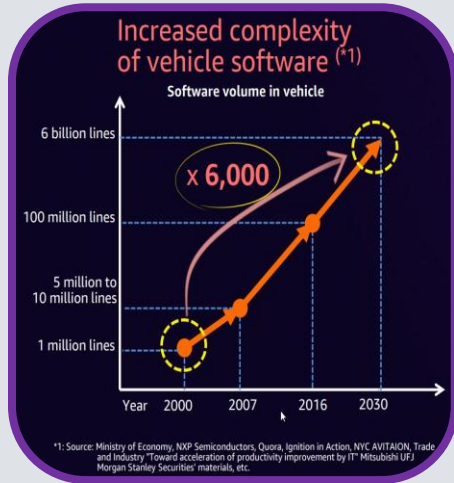 Increased complexity
of vehicle software (*1)
Software volume in vehicle
6 billion lines
x 6,000
100 million lines
5 million to
10 million lines
1 million lines
Year 2000 2007 2016 2030
*1: Source: Ministry of Economy, NXP Semiconductors, Quora, Ignition in Action, NYC AVITAION, Trade
and Industry "Toward acceleration of productivity improvement by IT" Mitsubishi UFJ
Morgan Stanley Securities' materials, etc.